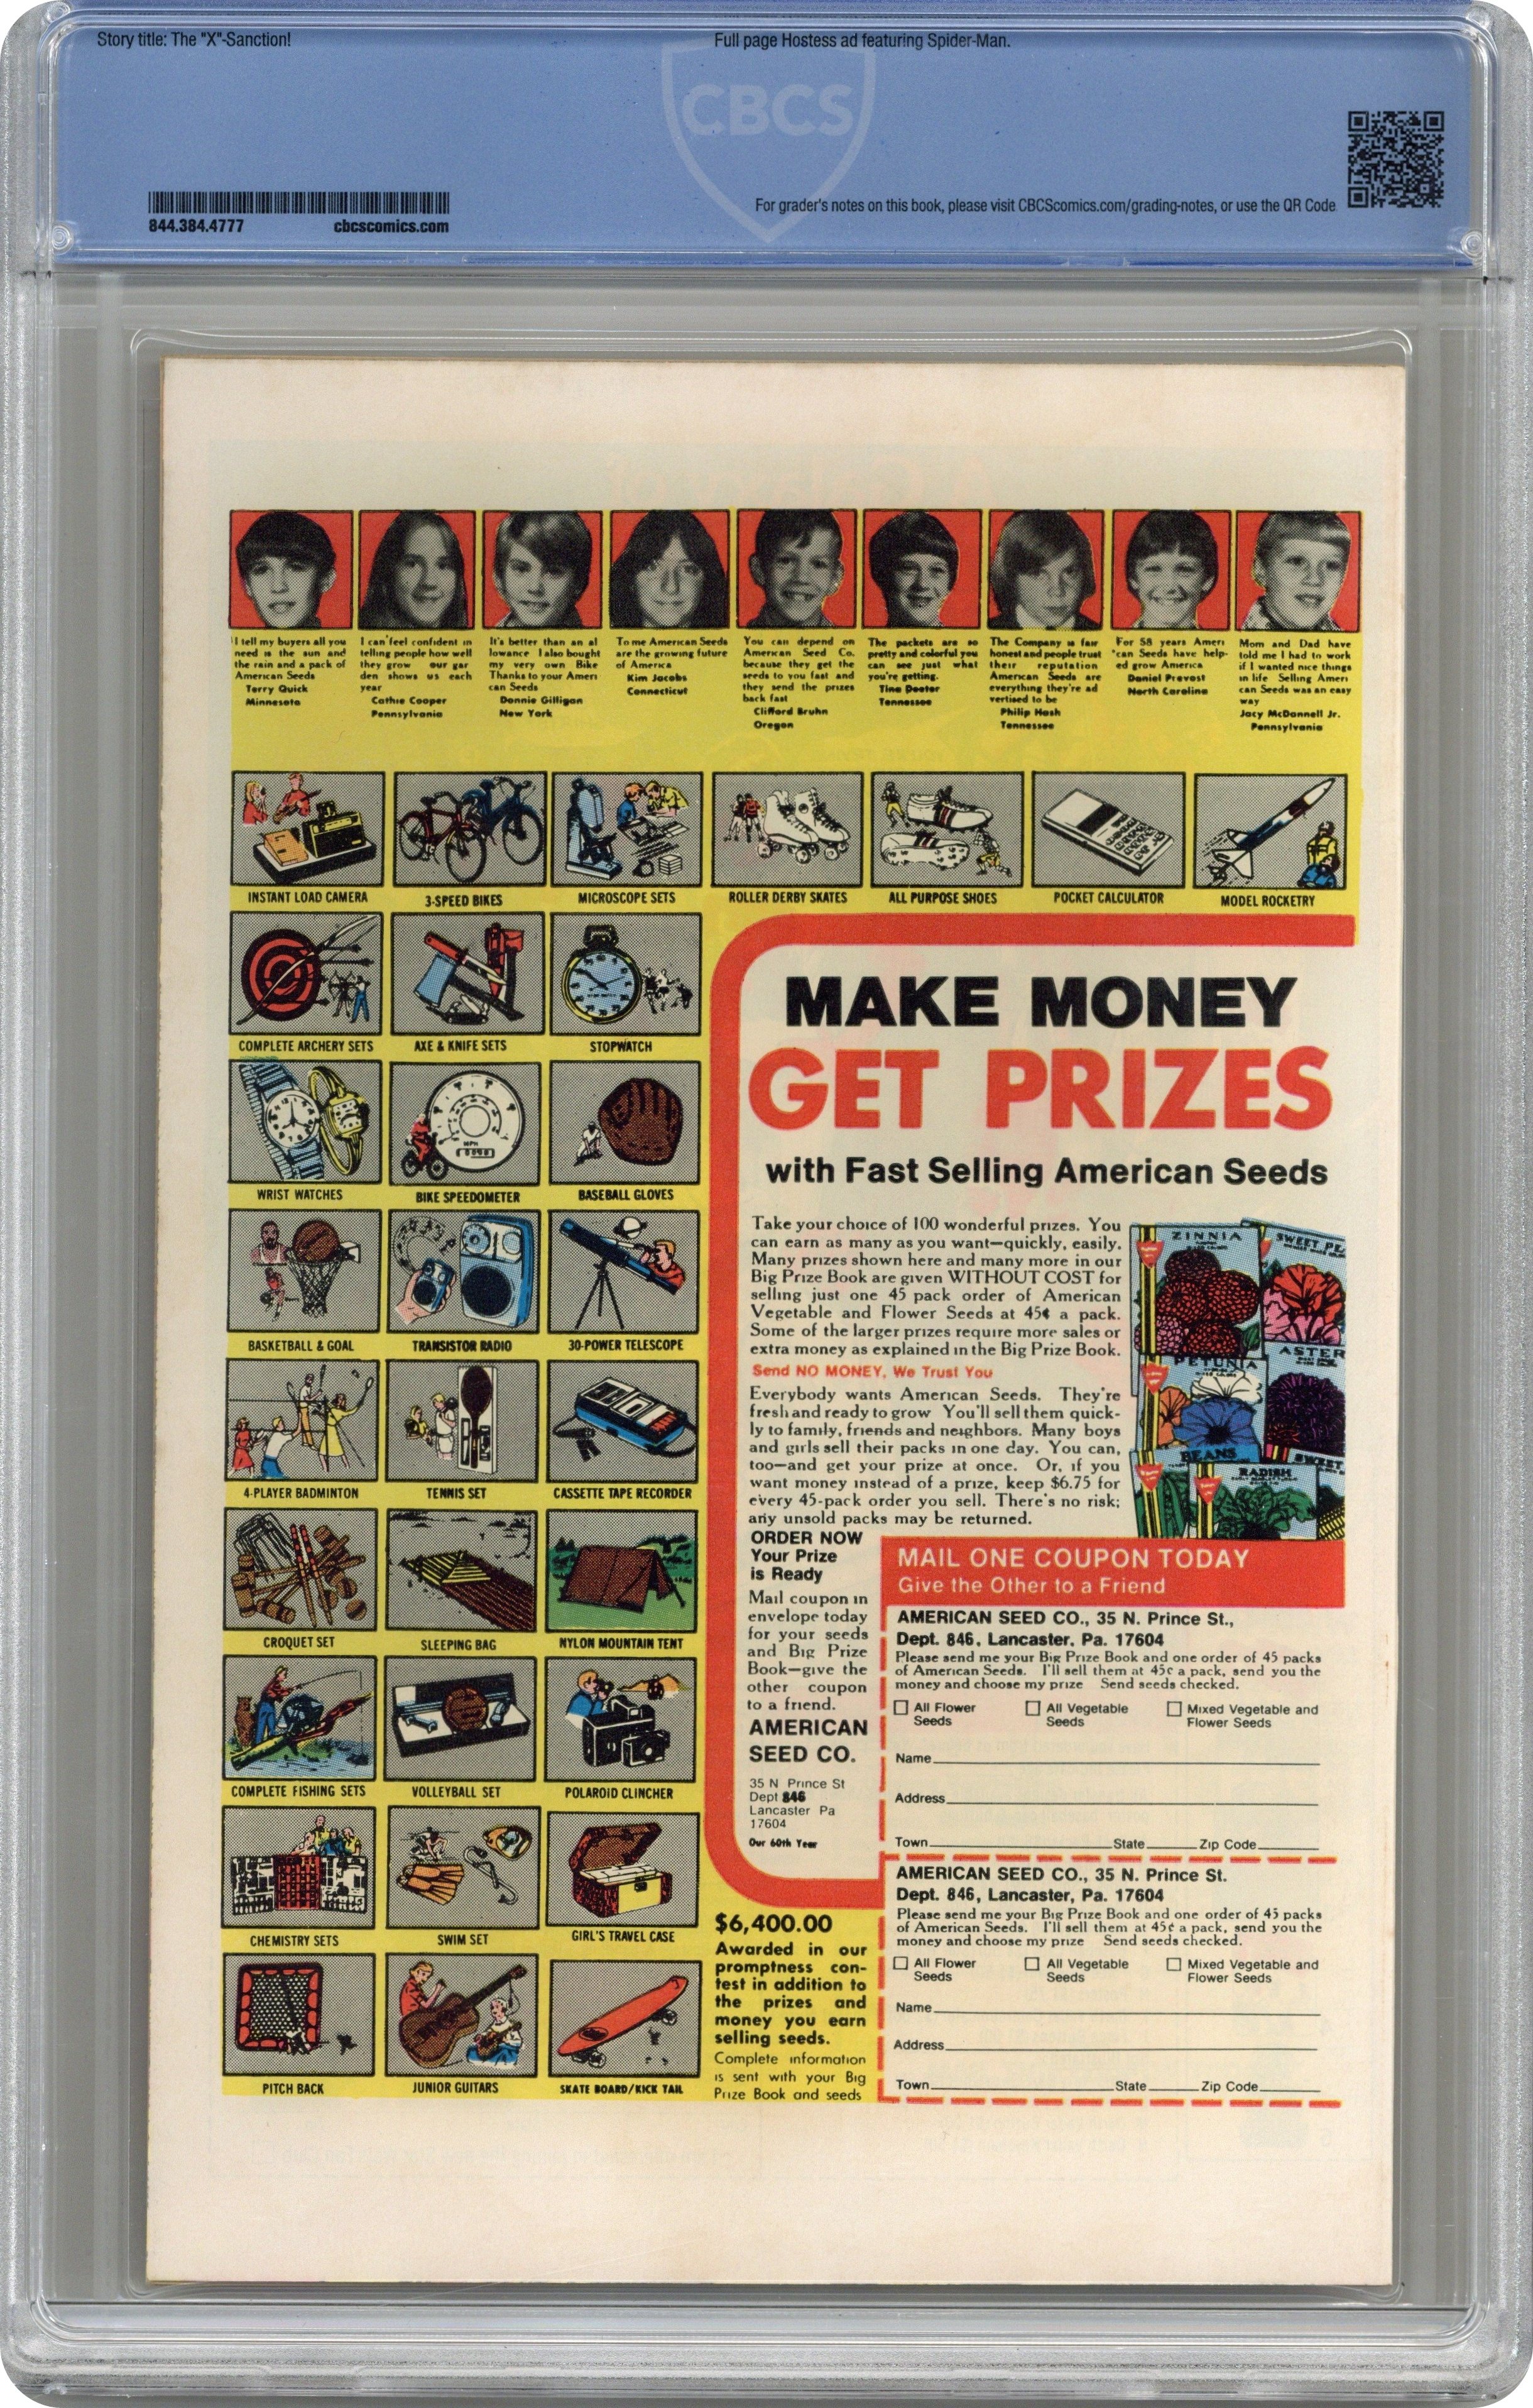 Story title: The "X"-Sanction!
Full page Hostess ad featuring Spider-Man.
CBCS
844.384.4777
cbcscomics.com
For grader's notes on this book, please visit CBCScomics.com/grading-notes, or use the QR Code
I tell my buyers all you
need is the sun and
the rain and a pack of
American Seeds
Terry Quick
Minnesota
I can feel confident in
telling people how well
they grow our gar
den shows us each
year
Cathie Cooper
Pennsylvania
It's better than an al
lowance I also bought
my very own Bike
Thanks to your Ameri
can Seeds
Donnie Gilligan
New York
To me American Seeds
are the growing future
of America
Kim Jacobs
Connecticut
You can depend on
American Seed Co.
because they get the
seeds to you fast and
they send the prizes
back fast
Clifford Bruhn
Oregon
The packets are so
pretty and colorful you
can see just what
you're getting.
Tina Deeter
Tennessee
The Company is fair
honest and people trust
their reputation
American Seeds are
everything they're ad
vertised to be
Philip Hash
Tennessee
For 58 years Ameri
can Seeds have help-
ed grow America
Daniel Prevost
North Carolina
Mom and Dad have
told me I had to work
if I wanted nice things
in life Selling Ameri
can Seeds was an easy
way
Jacy McDonnell Jr.
Pennsylvania
INSTANT LOAD CAMERA
3-SPEED BIKES
MICROSCOPE SETS
ROLLER DERBY SKATES
ALL PURPOSE SHOES
POCKET CALCULATOR
MODEL ROCKETRY
COMPLETE ARCHERY SETS
AXE & KNIFE SETS
STOPWATCH
WRIST WATCHES
BIKE SPEEDOMETER
BASEBALL GLOVES
BASKETBALL & GOAL
TRANSISTOR RADIO
30-POWER TELESCOPE
4-PLAYER BADMINTON
TENNIS SET
CASSETTE TAPE RECORDER
CROQUET SET
SLEEPING BAG
NYLON MOUNTAIN TENT
COMPLETE FISHING SETS
VOLLEYBALL SET
POLAROID CLINCHER
CHEMISTRY SETS
SWIM SET
GIRL'S TRAVEL CASE
PITCH BACK
JUNIOR GUITARS
SKATE BOARD/KICK TAIL
MAKE MONEY
GET PRIZES
with Fast Selling American Seeds
Take your choice of 100 wonderful prizes. You
can earn as many as you want—quickly, easily.
Many prizes shown here and many more in our
Big Prize Book are given WITHOUT COST for
selling just one 45 pack order of American
Vegetable and Flower Seeds at 45¢ a pack.
Some of the larger prizes require more sales or
extra money as explained in the Big Prize Book.
Send NO MONEY, We Trust You
Everybody wants American Seeds. They're
fresh and ready to grow You'll sell them quick-
ly to family, friends and neighbors. Many boys
and girls sell their packs in one day. You can,
too—and get your prize at once. Or, if you
want money instead of a prize, keep $6.75 for
every 45-pack order you sell. There's no risk;
any unsold packs may be returned.
ZINNIA
SWEET PE
ASTER
PETUNIA
BEANS
SWEET
RADISH
ORDER NOW
Your Prize
is Ready
Mail coupon in
envelope today
for your seeds
and Big Prize
Book—give the
other coupon
to a friend.
AMERICAN
SEED CO.
35 N Prince St
Dept 846
Lancaster Pa
17604
Our 60th Year
MAIL ONE COUPON TODAY
Give the Other to a Friend
AMERICAN SEED CO., 35 N. Prince St.,
Dept. 846, Lancaster, Pa. 17604
Please send me your Big Prize Book and one order of 45 packs
of American Seeds. I'll sell them at 45¢ a pack, send you the
money and choose my prize Send seeds checked.
All Flower
Seeds
All Vegetable
Seeds
Mixed Vegetable and
Flower Seeds
Name
Address
Town State Zip Code
AMERICAN SEED CO., 35 N. Prince St.
Dept. 846, Lancaster, Pa. 17604
Please send me your Big Prize Book and one order of 45 packs
of American Seeds. I'll sell them at 45¢ a pack, send you the
money and choose my prize Send seeds checked.
All Flower
Seeds
All Vegetable
Seeds
Mixed Vegetable and
Flower Seeds
Name
Address
Town State Zip Code
$6,400.00
Awarded in our
promptness con-
test in addition to
the prizes and
money you earn
selling seeds.
Complete information
is sent with your Big
Prize Book and seeds